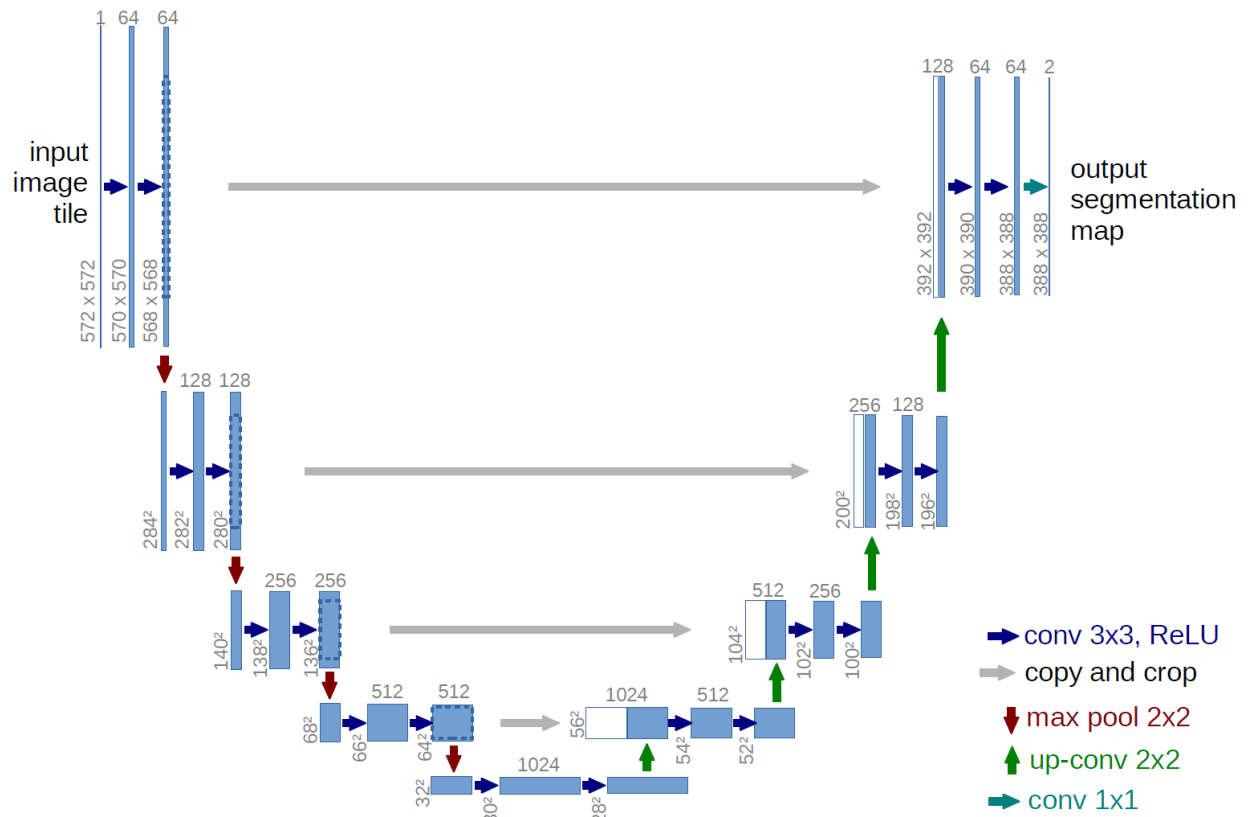 1 64 64
input
image
tile
572 x 572
570 x 570
568 x 568
128 64 64 2
output
segmentation
map
392 x 392
390 x 390
388 x 388
388 x 388
128 128
284²
282²
280²
256 128
200²
198²
196²
256 256
140²
138²
136²
512 256
104²
102²
100²
512 512
68²
66²
64²
1024 512
56²
54²
52²
1024
32²
30²
28²
conv 3x3, ReLU
copy and crop
max pool 2x2
up-conv 2x2
conv 1x1